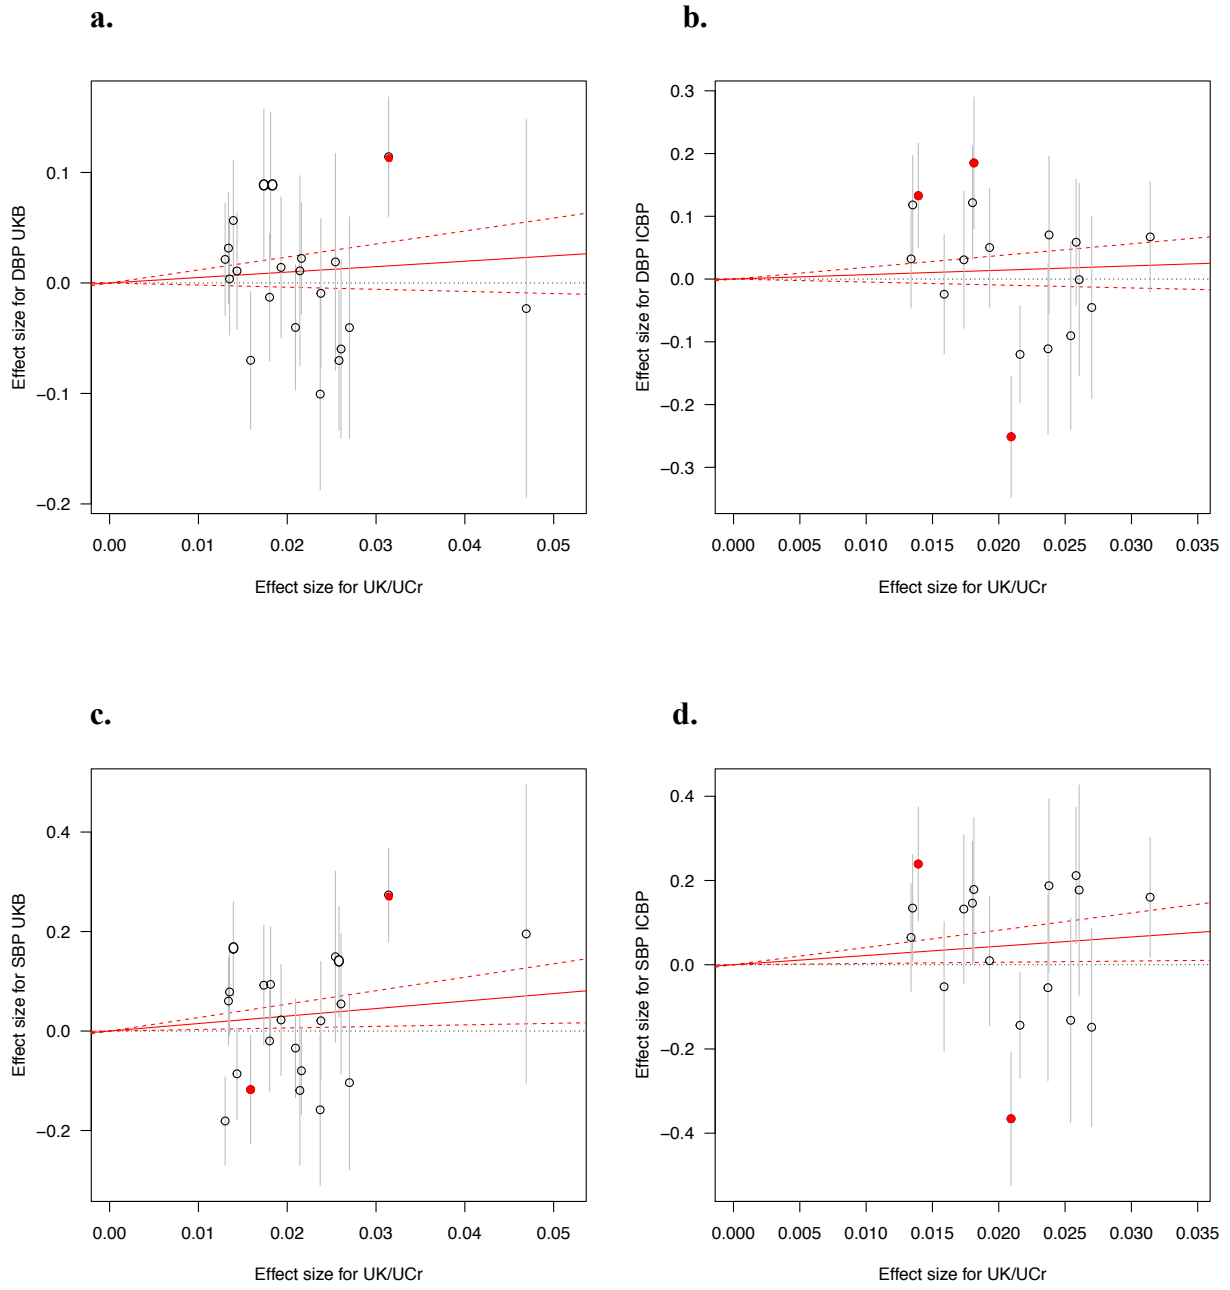 a.
0.1
0.0
−0.1
−0.2
Effect size for DBP UKB
0.00 0.01 0.02 0.03 0.04 0.05
Effect size for UK/UCr
b.
0.3
0.2
0.1
0.0
−0.1
−0.2
−0.3
Effect size for DBP ICBP
0.000 0.005 0.010 0.015 0.020 0.025 0.030 0.035
Effect size for UK/UCr
c.
0.4
0.2
0.0
−0.2
Effect size for SBP UKB
0.00 0.01 0.02 0.03 0.04 0.05
Effect size for UK/UCr
d.
0.4
0.2
0.0
−0.2
−0.4
Effect size for SBP ICBP
0.000 0.005 0.010 0.015 0.020 0.025 0.030 0.035
Effect size for UK/UCr